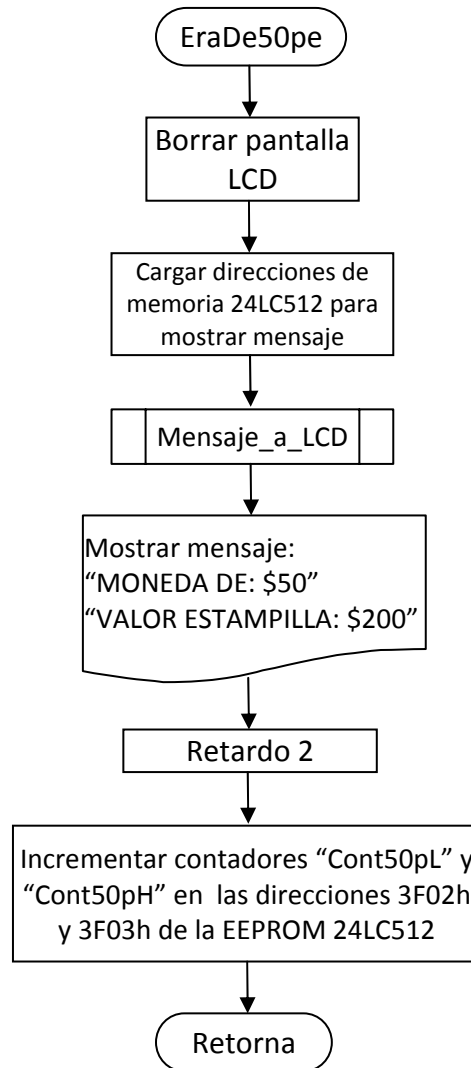 EraDe50pe
Borrar pantalla
LCD
Cargar direcciones de
memoria 24LC512 para
mostrar mensaje
Mensaje_a_LCD
Mostrar mensaje:
“MONEDA DE: $50”
“VALOR ESTAMPILLA: $200”
Retardo 2
Incrementar contadores “Cont50pL” y
“Cont50pH” en las direcciones 3F02h
y 3F03h de la EEPROM 24LC512
Retorna